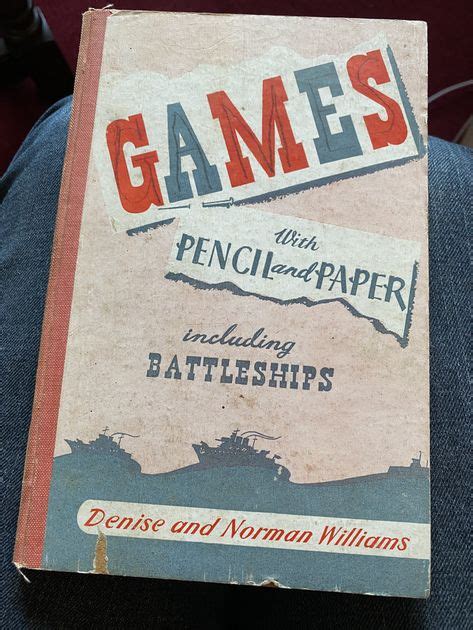 GAMES
With
PENCIL and PAPER
including
BATTLESHIPS
Denise and Norman Williams